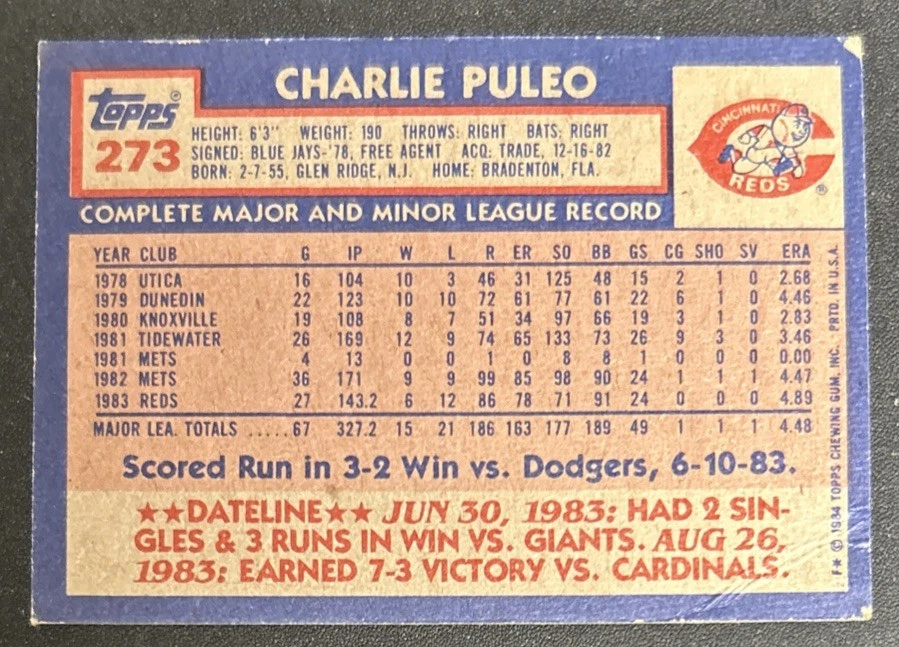 CHARLIE PULEO
TOPPS®
273
HEIGHT: 6'3" WEIGHT: 190 THROWS: RIGHT BATS: RIGHT
SIGNED: BLUE JAYS-'78, FREE AGENT ACQ: TRADE, 12-16-82
BORN: 2-7-55, GLEN RIDGE, N.J. HOME: BRADENTON, FLA.
CINCINNATI
REDS
®
COMPLETE MAJOR AND MINOR LEAGUE RECORD
YEAR CLUB G IP W L R ER SO BB GS CG SHO SV ERA
1978 UTICA 16 104 10 3 46 31 125 48 15 2 1 0 2.68
1979 DUNEDIN 22 123 10 10 72 61 77 61 22 6 1 0 4.46
1980 KNOXVILLE 19 108 8 7 51 34 97 66 19 3 1 0 2.83
1981 TIDEWATER 26 169 12 9 74 65 133 73 26 9 3 0 3.46
1981 METS 4 13 0 0 1 0 8 8 1 0 0 0 0.00
1982 METS 36 171 9 9 99 85 98 90 24 1 1 1 4.47
1983 REDS 27 143.2 6 12 86 78 71 91 24 0 0 0 4.89
MAJOR LEA. TOTALS .....67 327.2 15 21 186 163 177 189 49 1 1 1 4.48
Scored Run in 3-2 Win vs. Dodgers, 6-10-83.
★★DATELINE★★ JUN 30, 1983: HAD 2 SIN-
GLES & 3 RUNS IN WIN VS. GIANTS. AUG 26,
1983: EARNED 7-3 VICTORY VS. CARDINALS.
F★ © 1984 TOPPS CHEWING GUM, INC. PRTD. IN U.S.A.